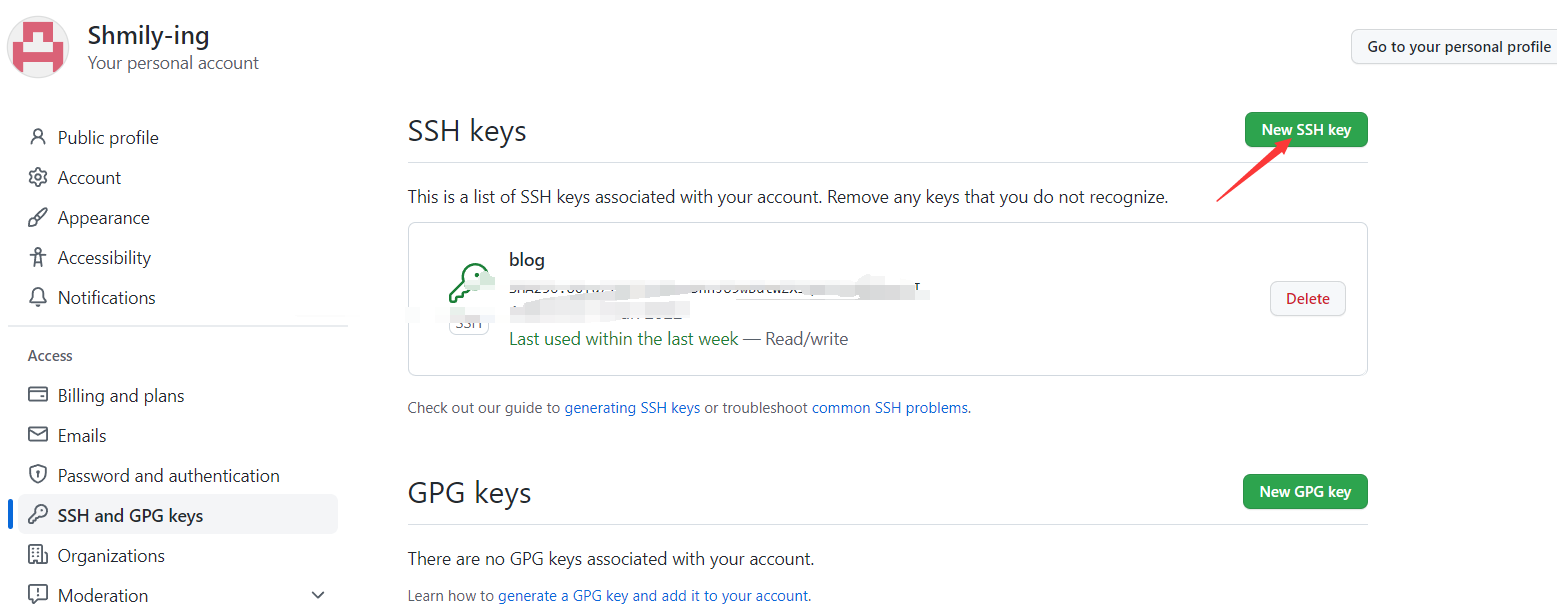 Shmily-ing
Your personal account
Go to your personal profile
Public profile
Account
Appearance
Accessibility
Notifications
Access
Billing and plans
Emails
Password and authentication
SSH and GPG keys
Organizations
Moderation
SSH keys
New SSH key
This is a list of SSH keys associated with your account. Remove any keys that you do not recognize.
blog
SSH
Last used within the last week — Read/write
Delete
Check out our guide to generating SSH keys or troubleshoot common SSH problems.
GPG keys
New GPG key
There are no GPG keys associated with your account.
Learn how to generate a GPG key and add it to your account.